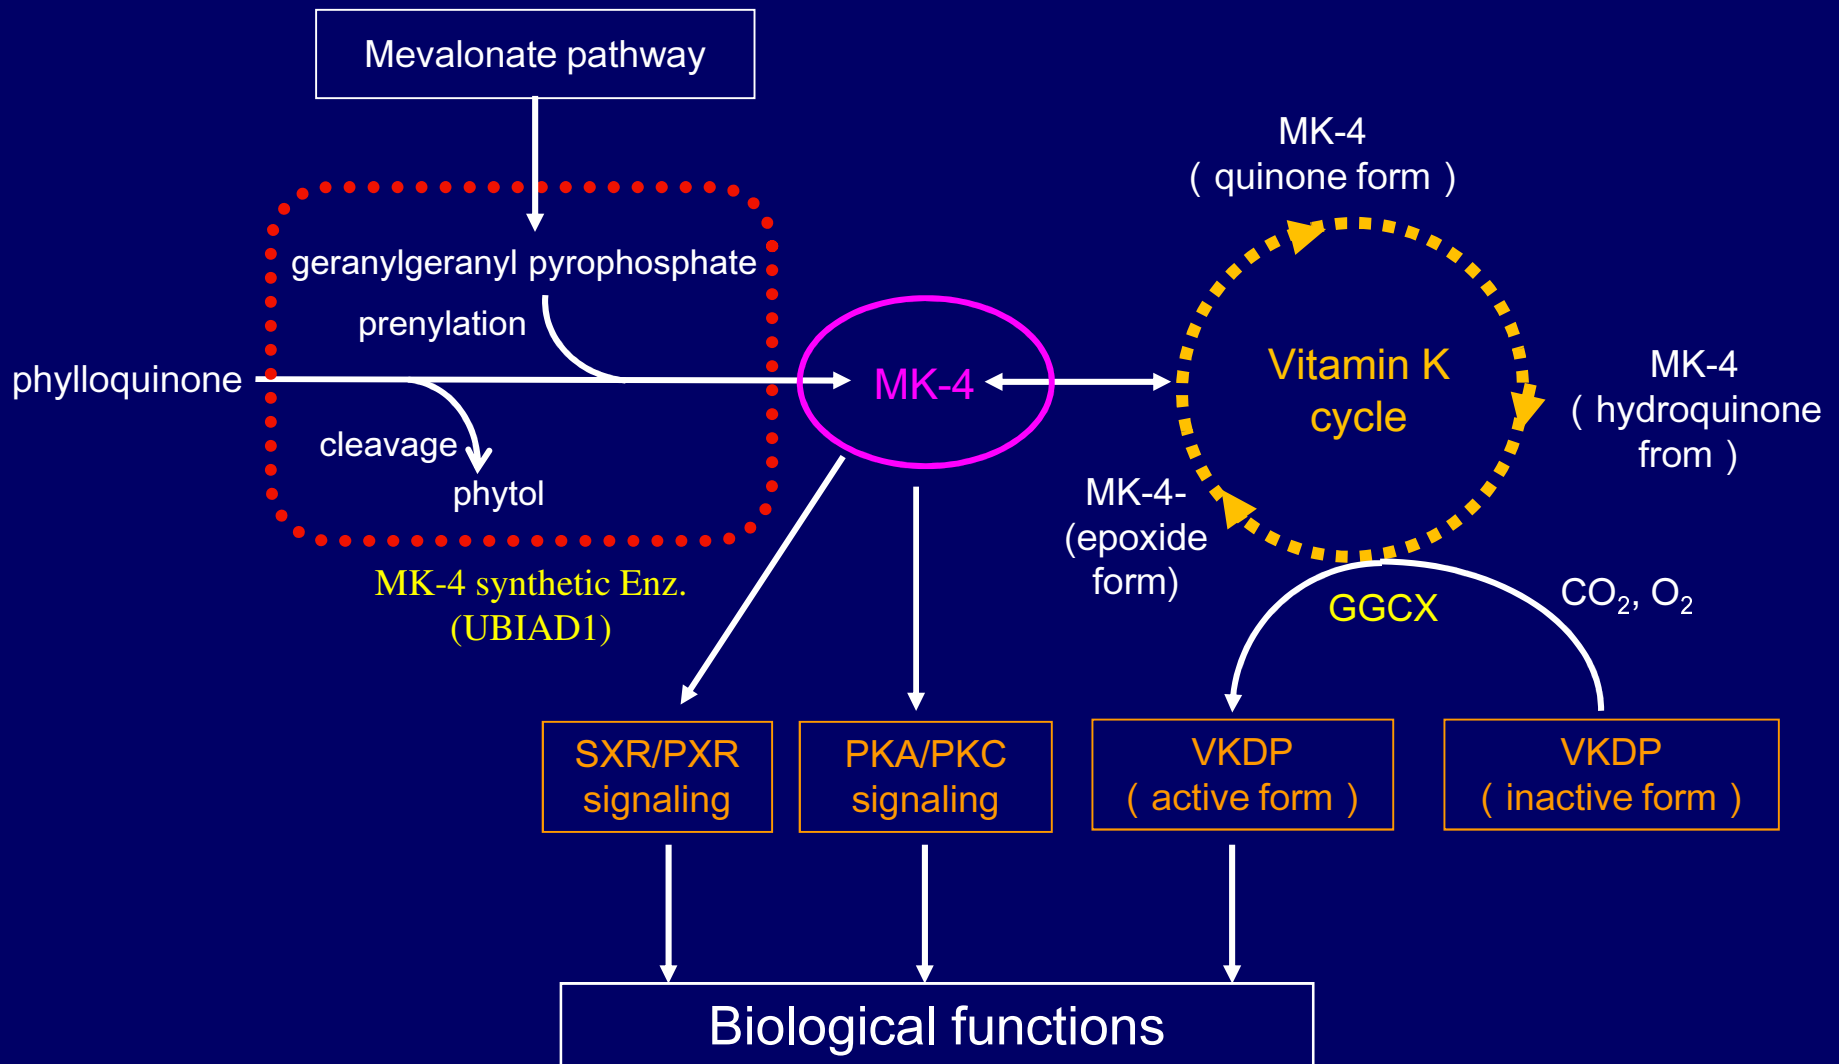 Mevalonate pathway
MK-4
( quinone form )
geranylgeranyl pyrophosphate
prenylation
phylloquinone
cleavage
phytol
MK-4 synthetic Enz.
(UBIAD1)
MK-4
Vitamin K
cycle
MK-4
( hydroquinone
from )
MK-4-
(epoxide
form)
GGCX
CO₂, O₂
SXR/PXR
signaling
PKA/PKC
signaling
VKDP
( active form )
VKDP
( inactive form )
Biological functions